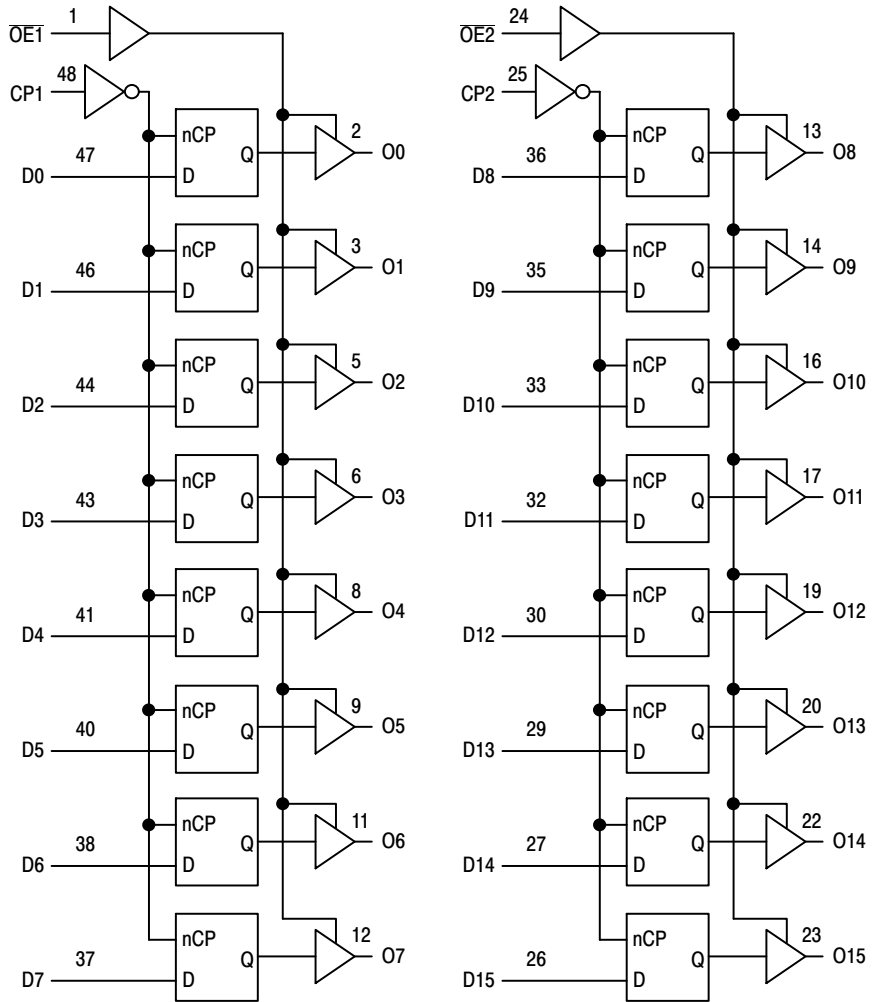 O̅E̅1̅ 1
CP1 48
nCP
D0 47 D Q 2 O0
nCP
D1 46 D Q 3 O1
nCP
D2 44 D Q 5 O2
nCP
D3 43 D Q 6 O3
nCP
D4 41 D Q 8 O4
nCP
D5 40 D Q 9 O5
nCP
D6 38 D Q 11 O6
nCP
D7 37 D Q 12 O7
O̅E̅2̅ 24
CP2 25
nCP
D8 36 D Q 13 O8
nCP
D9 35 D Q 14 O9
nCP
D10 33 D Q 16 O10
nCP
D11 32 D Q 17 O11
nCP
D12 30 D Q 19 O12
nCP
D13 29 D Q 20 O13
nCP
D14 27 D Q 22 O14
nCP
D15 26 D Q 23 O15